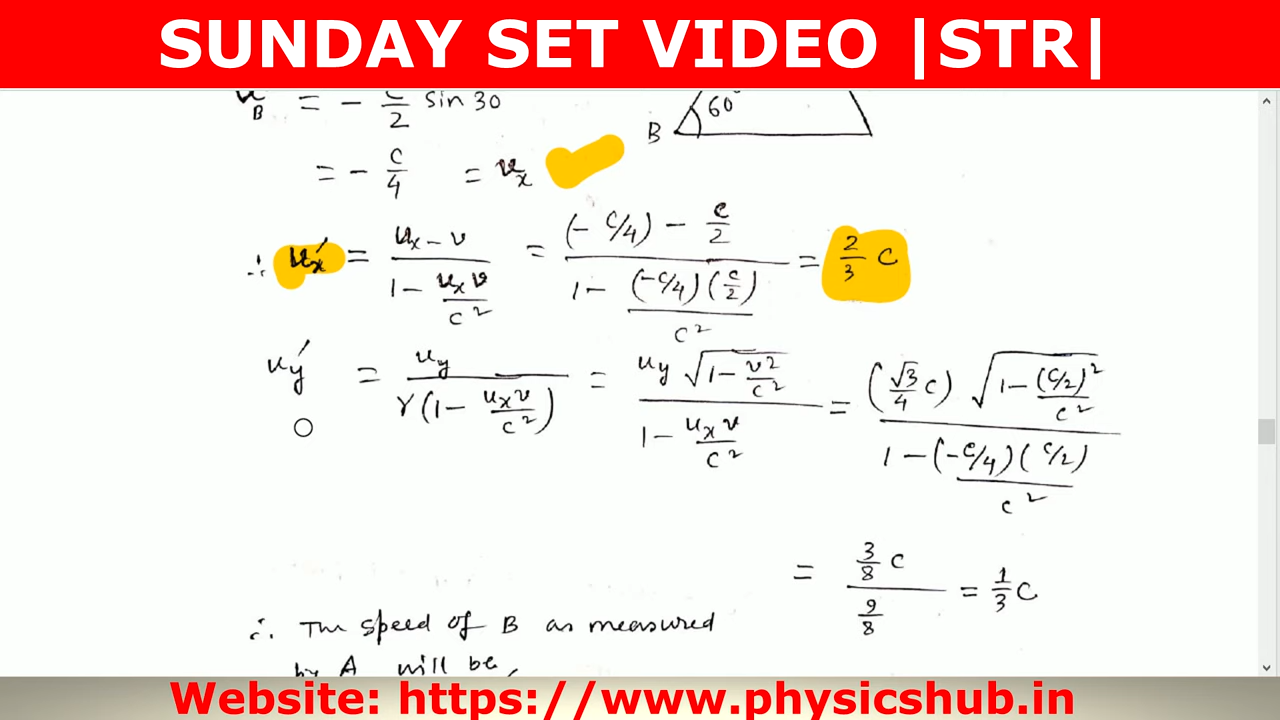 SUNDAY SET VIDEO |STR|
u_B = - c/2 sin 30
60°
B
= - c/4 = u_x
∴ u_x′ = (u_x - v)/(1 - u_x v/c²) = ((-c/4) - c/2)/(1 - (-c/4)(c/2)/c²) = 2/3 c
u_y′ = u_y/(γ(1 - u_x v/c²)) = (u_y √(1 - v²/c²))/(1 - u_x v/c²) = ((√3/4 c) √(1 - (c/2)²/c²))/(1 - (-c/4)(c/2)/c²)
= (3/8 c)/(9/8) = 1/3 c
∴ The speed of B as measured
by A will be,
Website: https://www.physicshub.in